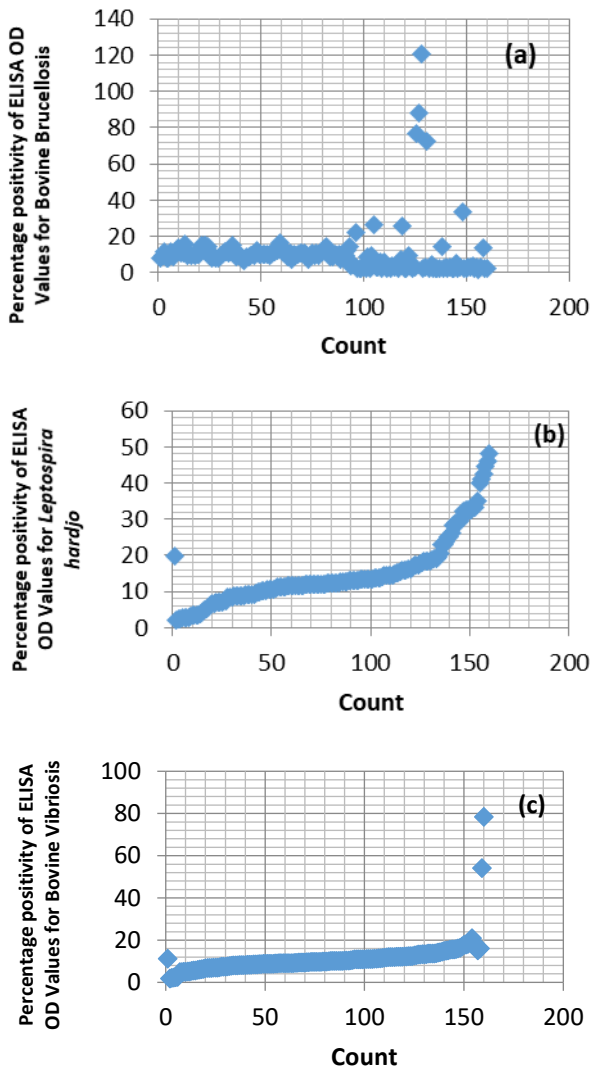 Percentage positivity of ELISA OD
Values for Bovine Brucellosis
140
120
100
80
60
40
20
0
(a)
0 50 100 150 200
Count
Percentage positivity of ELISA
OD Values for Leptospira
hardjo
60
50
40
30
20
10
0
(b)
0 50 100 150 200
Count
Percentage positivity of ELISA
OD Values for Bovine Vibriosis
100
80
60
40
20
0
(c)
0 50 100 150 200
Count